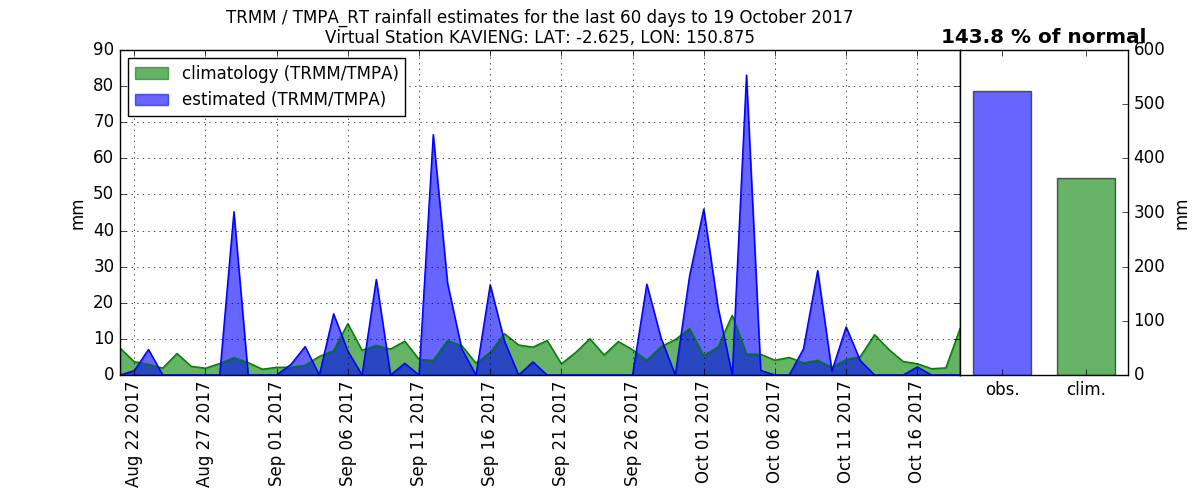 TRMM / TMPA_RT rainfall estimates for the last 60 days to 19 October 2017
Virtual Station KAVIENG: LAT: -2.625, LON: 150.875
143.8 % of normal
climatology (TRMM/TMPA)
estimated (TRMM/TMPA)
90
80
70
60
50
40
30
20
10
0
mm
Aug 22 2017
Aug 27 2017
Sep 01 2017
Sep 06 2017
Sep 11 2017
Sep 16 2017
Sep 21 2017
Sep 26 2017
Oct 01 2017
Oct 06 2017
Oct 11 2017
Oct 16 2017
obs.
clim.
600
500
400
300
200
100
0
mm